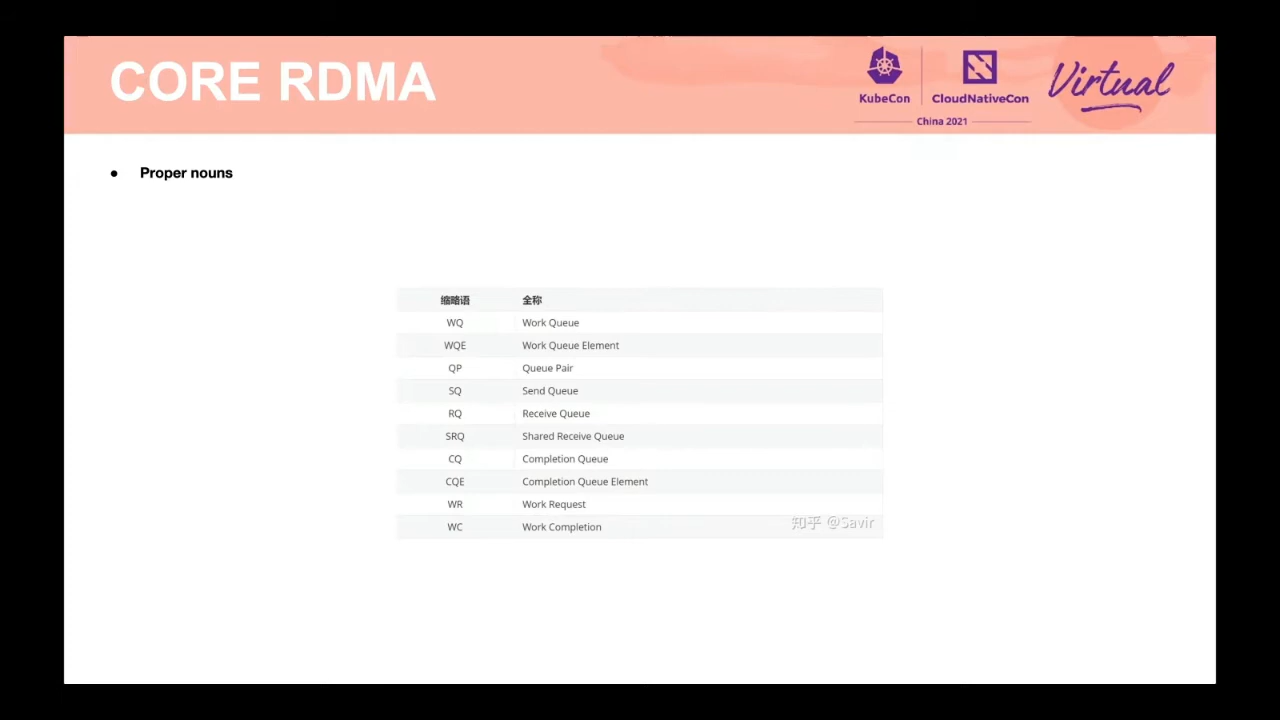 CORE RDMA
KubeCon
CloudNativeCon
Virtual
China 2021
● Proper nouns
缩略语 全称
WQ Work Queue
WQE Work Queue Element
QP Queue Pair
SQ Send Queue
RQ Receive Queue
SRQ Shared Receive Queue
CQ Completion Queue
CQE Completion Queue Element
WR Work Request
WC Work Completion
知乎 @Savir